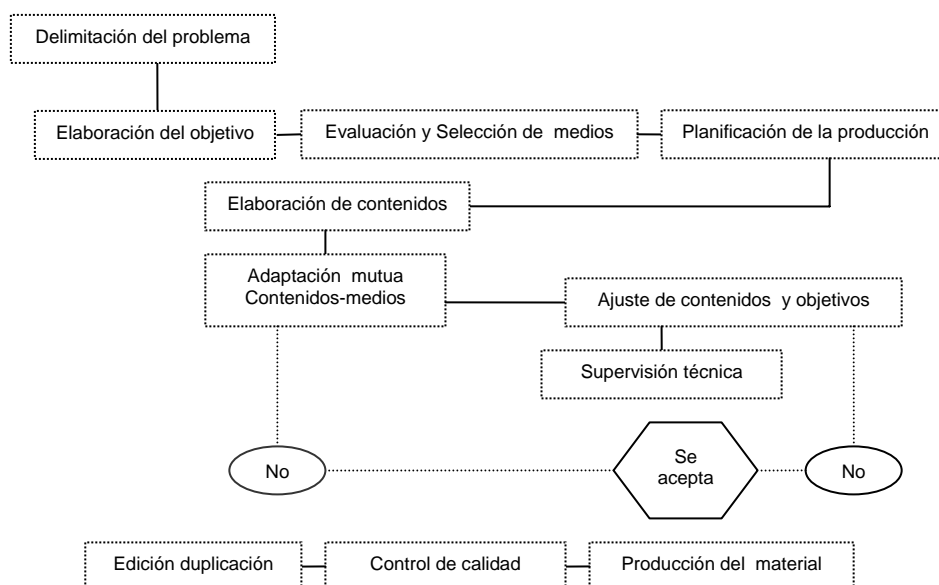 Delimitación del problema
Elaboración del objetivo
Evaluación y Selección de medios
Planificación de la producción
Elaboración de contenidos
Adaptación mutua
Contenidos-medios
Ajuste de contenidos y objetivos
Supervisión técnica
No
Se
acepta
No
Edición duplicación
Control de calidad
Producción del material